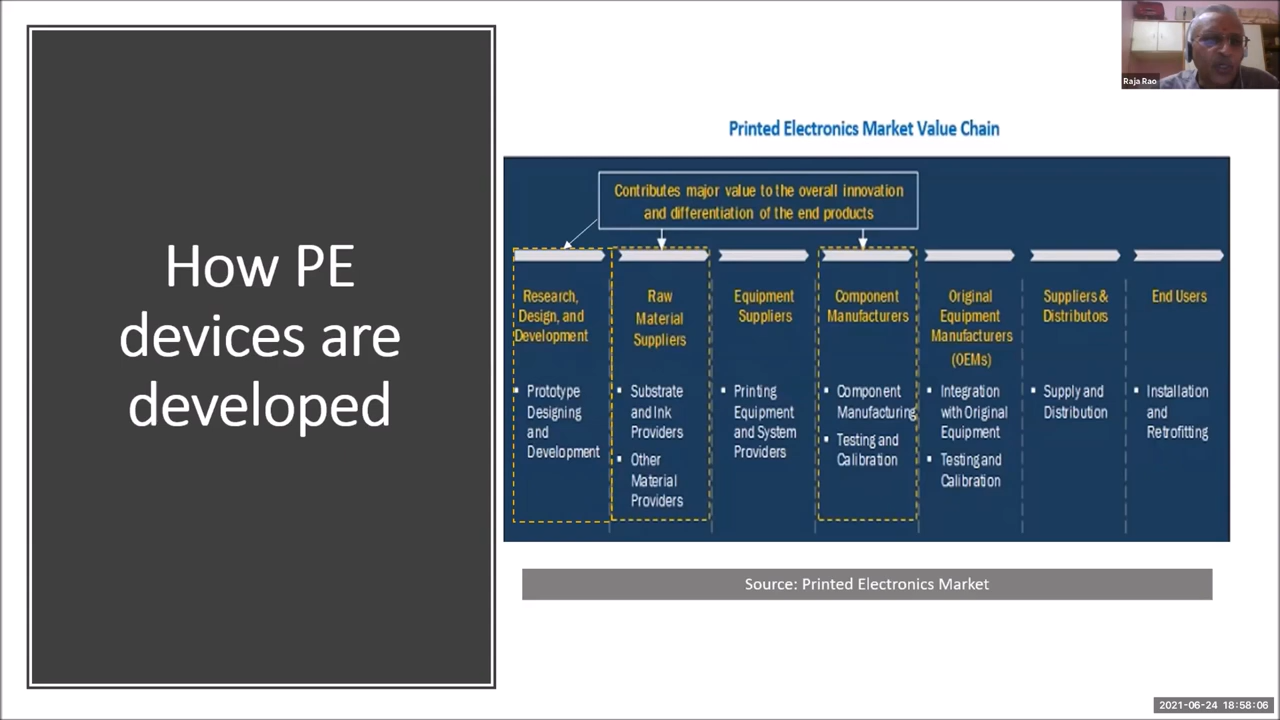 Raja Rao
How PE
devices are
developed
Printed Electronics Market Value Chain
Contributes major value to the overall innovation
and differentiation of the end products
Research,
Design, and
Development
▪ Prototype
Designing
and
Development
Raw
Material
Suppliers
▪ Substrate
and Ink
Providers
▪ Other
Material
Providers
Equipment
Suppliers
▪ Printing
Equipment
and System
Providers
Component
Manufacturers
▪ Component
Manufacturing
▪ Testing and
Calibration
Original
Equipment
Manufacturers
(OEMs)
▪ Integration
with Original
Equipment
▪ Testing and
Calibration
Suppliers &
Distributors
▪ Supply and
Distribution
End Users
▪ Installation
and
Retrofitting
Source: Printed Electronics Market
2021-06-24 18:58:06